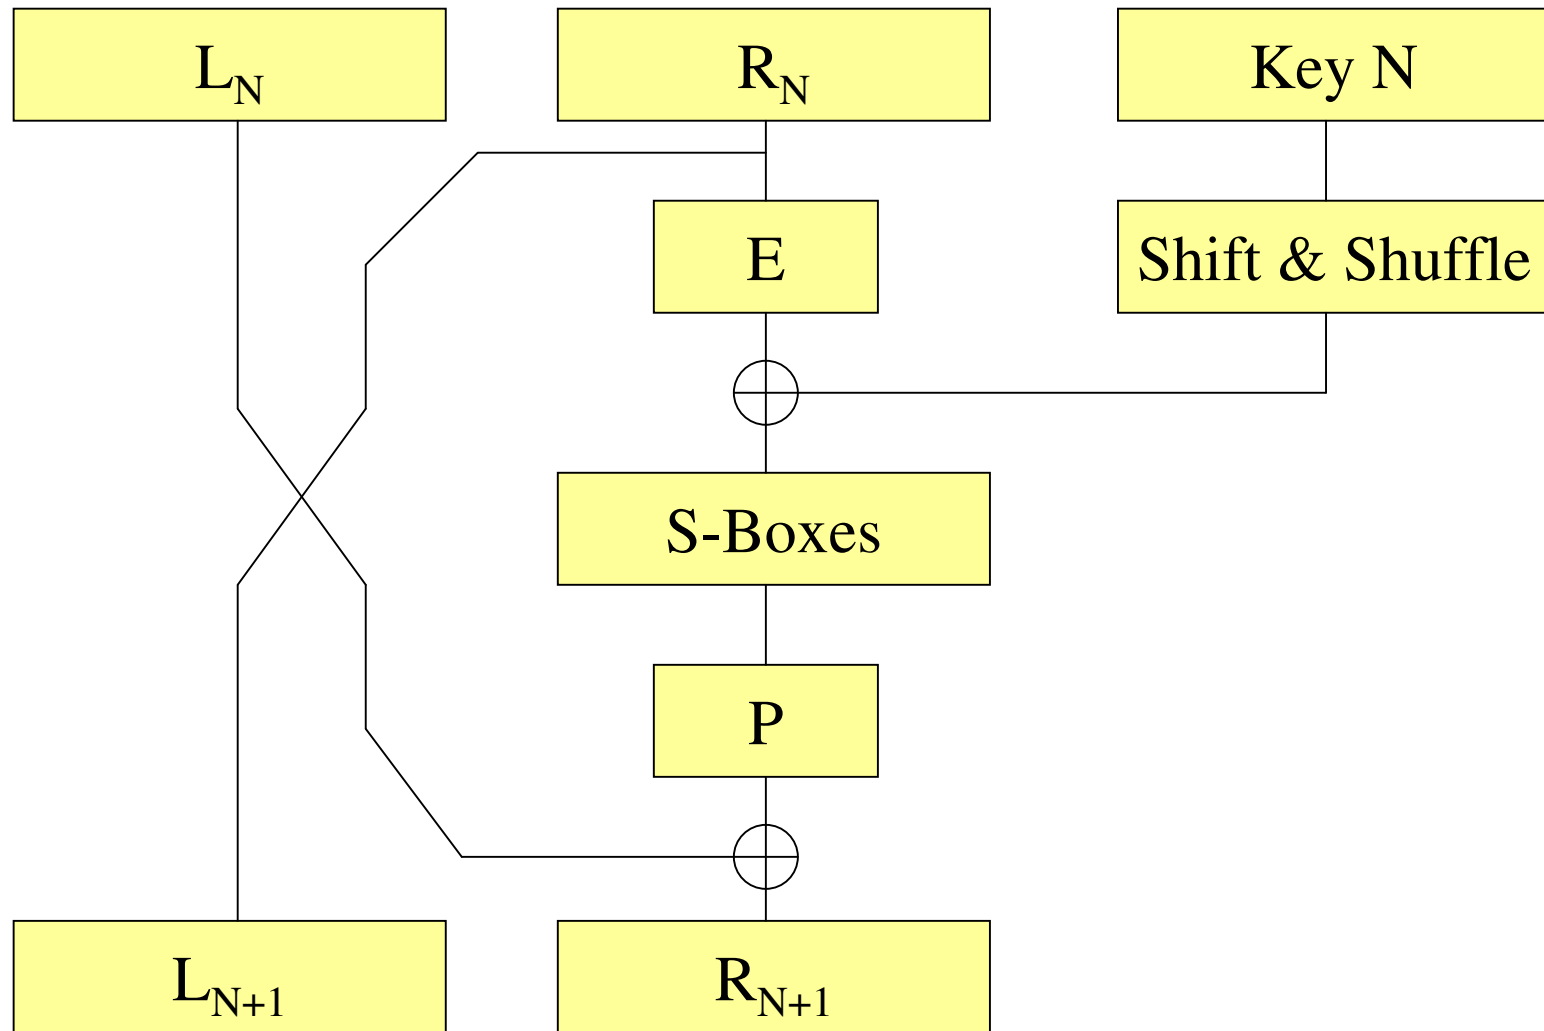 L_N
R_N
Key N
E
Shift & Shuffle
S-Boxes
P
L_N+1
R_N+1